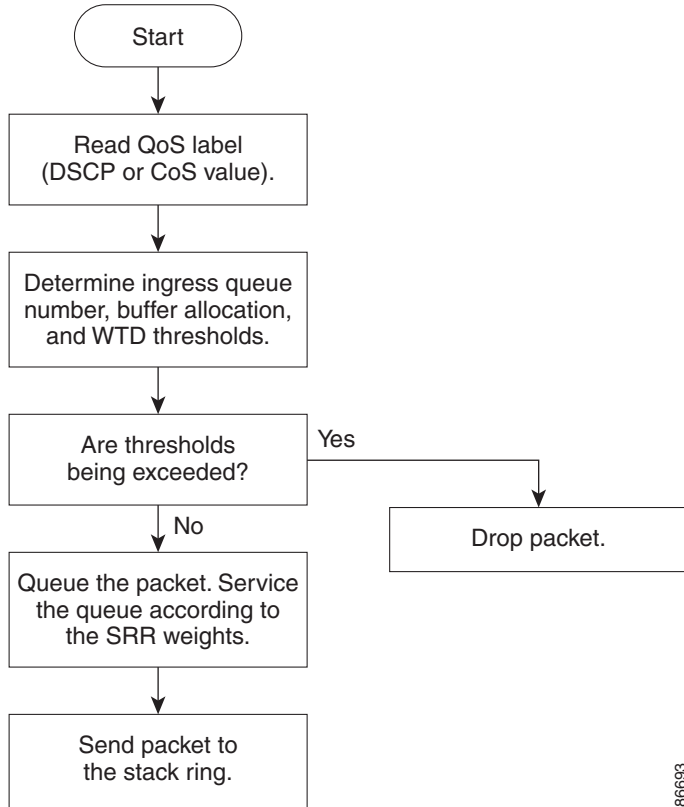 Start
Read QoS label
(DSCP or CoS value).
Determine ingress queue
number, buffer allocation,
and WTD thresholds.
Are thresholds
being exceeded?
Yes
No
Drop packet.
Queue the packet. Service
the queue according to
the SRR weights.
Send packet to
the stack ring.
86693